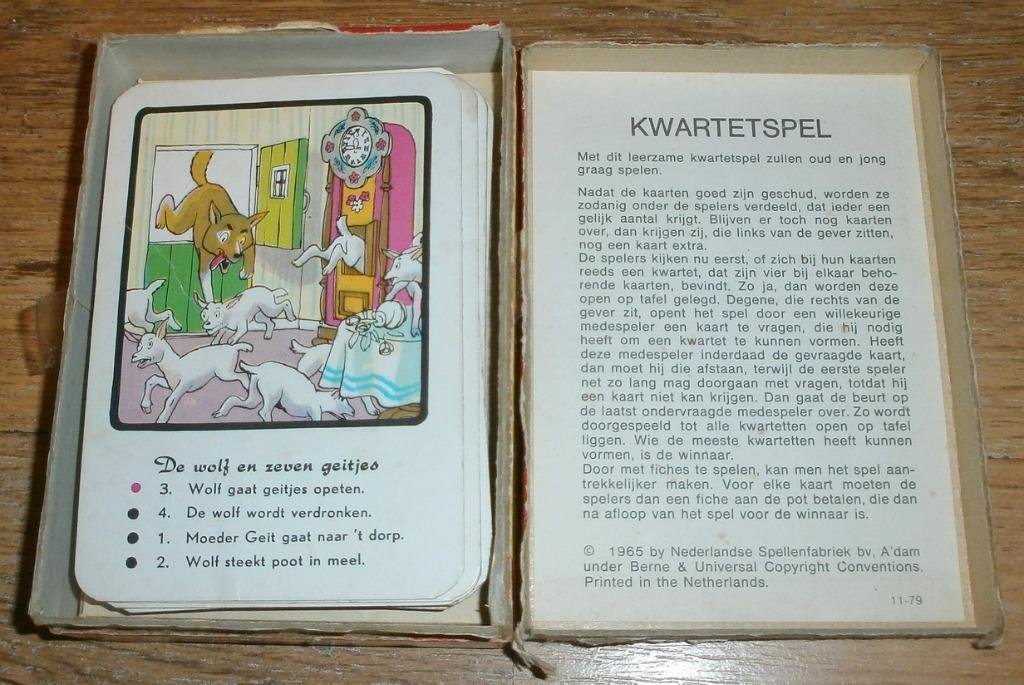 De wolf en zeven geitjes
3. Wolf gaat geitjes opeten.
4. De wolf wordt verdronken.
1. Moeder Geit gaat naar 't dorp.
2. Wolf steekt poot in meel.
KWARTETSPEL
Met dit leerzame kwartetspel zullen oud en jong
graag spelen.
Nadat de kaarten goed zijn geschud, worden ze
zodanig onder de spelers verdeeld, dat ieder een
gelijk aantal krijgt. Blijven er toch nog kaarten
over, dan krijgen zij, die links van de gever zitten,
nog een kaart extra.
De spelers kijken nu eerst, of zich bij hun kaarten
reeds een kwartet, dat zijn vier bij elkaar beho-
rende kaarten, bevindt. Zo ja, dan worden deze
open op tafel gelegd. Degene, die rechts van de
gever zit, opent het spel door een willekeurige
medespeler een kaart te vragen, die hij nodig
heeft om een kwartet te kunnen vormen. Heeft
deze medespeler inderdaad de gevraagde kaart,
dan moet hij die afstaan, terwijl de eerste speler
net zo lang mag doorgaan met vragen, totdat hij
een kaart niet kan krijgen. Dan gaat de beurt op
de laatst ondervraagde medespeler over. Zo wordt
doorgespeeld tot alle kwartetten open op tafel
liggen. Wie de meeste kwartetten heeft kunnen
vormen, is de winnaar.
Door met fiches te spelen, kan men het spel aan-
trekkelijker maken. Voor elke kaart moeten de
spelers dan een fiche aan de pot betalen, die dan
na afloop van het spel voor de winnaar is.
© 1965 by Nederlandse Spellenfabriek bv, A'dam
under Berne & Universal Copyright Conventions.
Printed in the Netherlands.
11-79